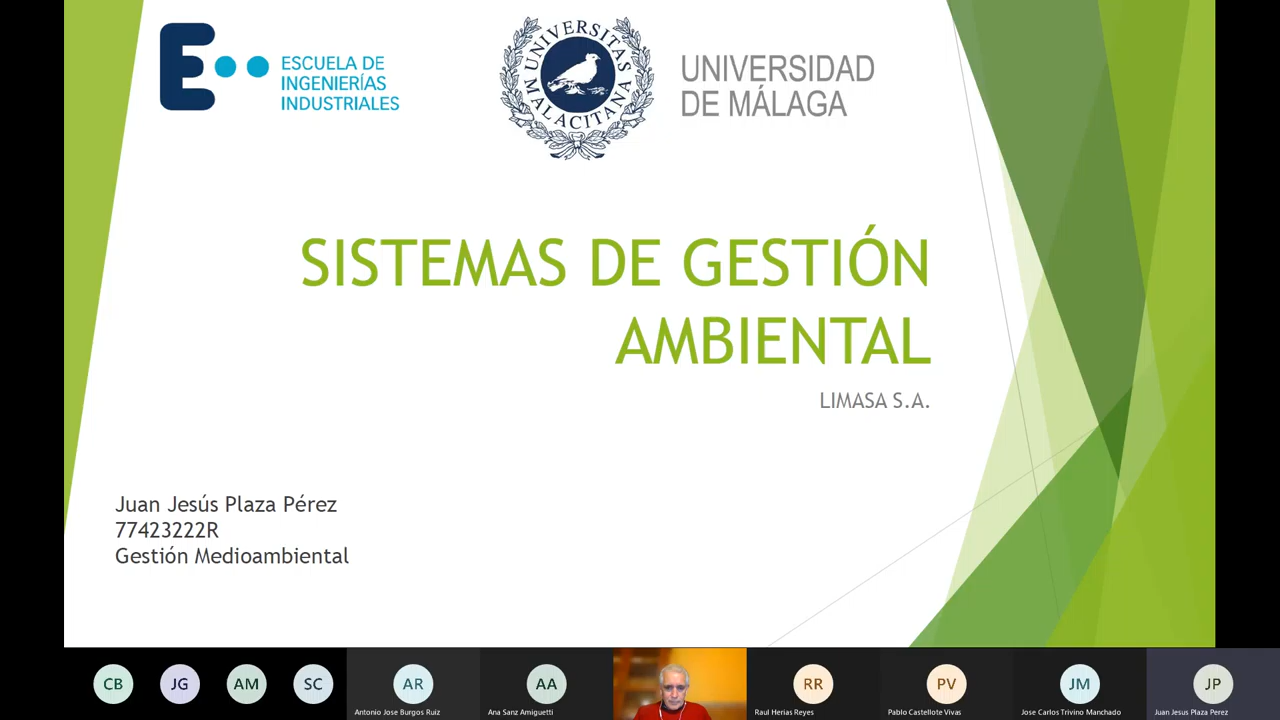 ESCUELA DE
INGENIERÍAS
INDUSTRIALES
UNIVERSITAS
MALACITANA
UNIVERSIDAD
DE MÁLAGA
SISTEMAS DE GESTIÓN
AMBIENTAL
LIMASA S.A.
Juan Jesús Plaza Pérez
77423222R
Gestión Medioambiental
CB
JG
AM
SC
AR
AA
RR
PV
JM
JP
Antonio Jose Burgos Ruiz
Ana Sanz Amiguetti
Raul Herias Reyes
Pablo Castellote Vivas
Jose Carlos Trivino Manchado
Juan Jesus Plaza Perez